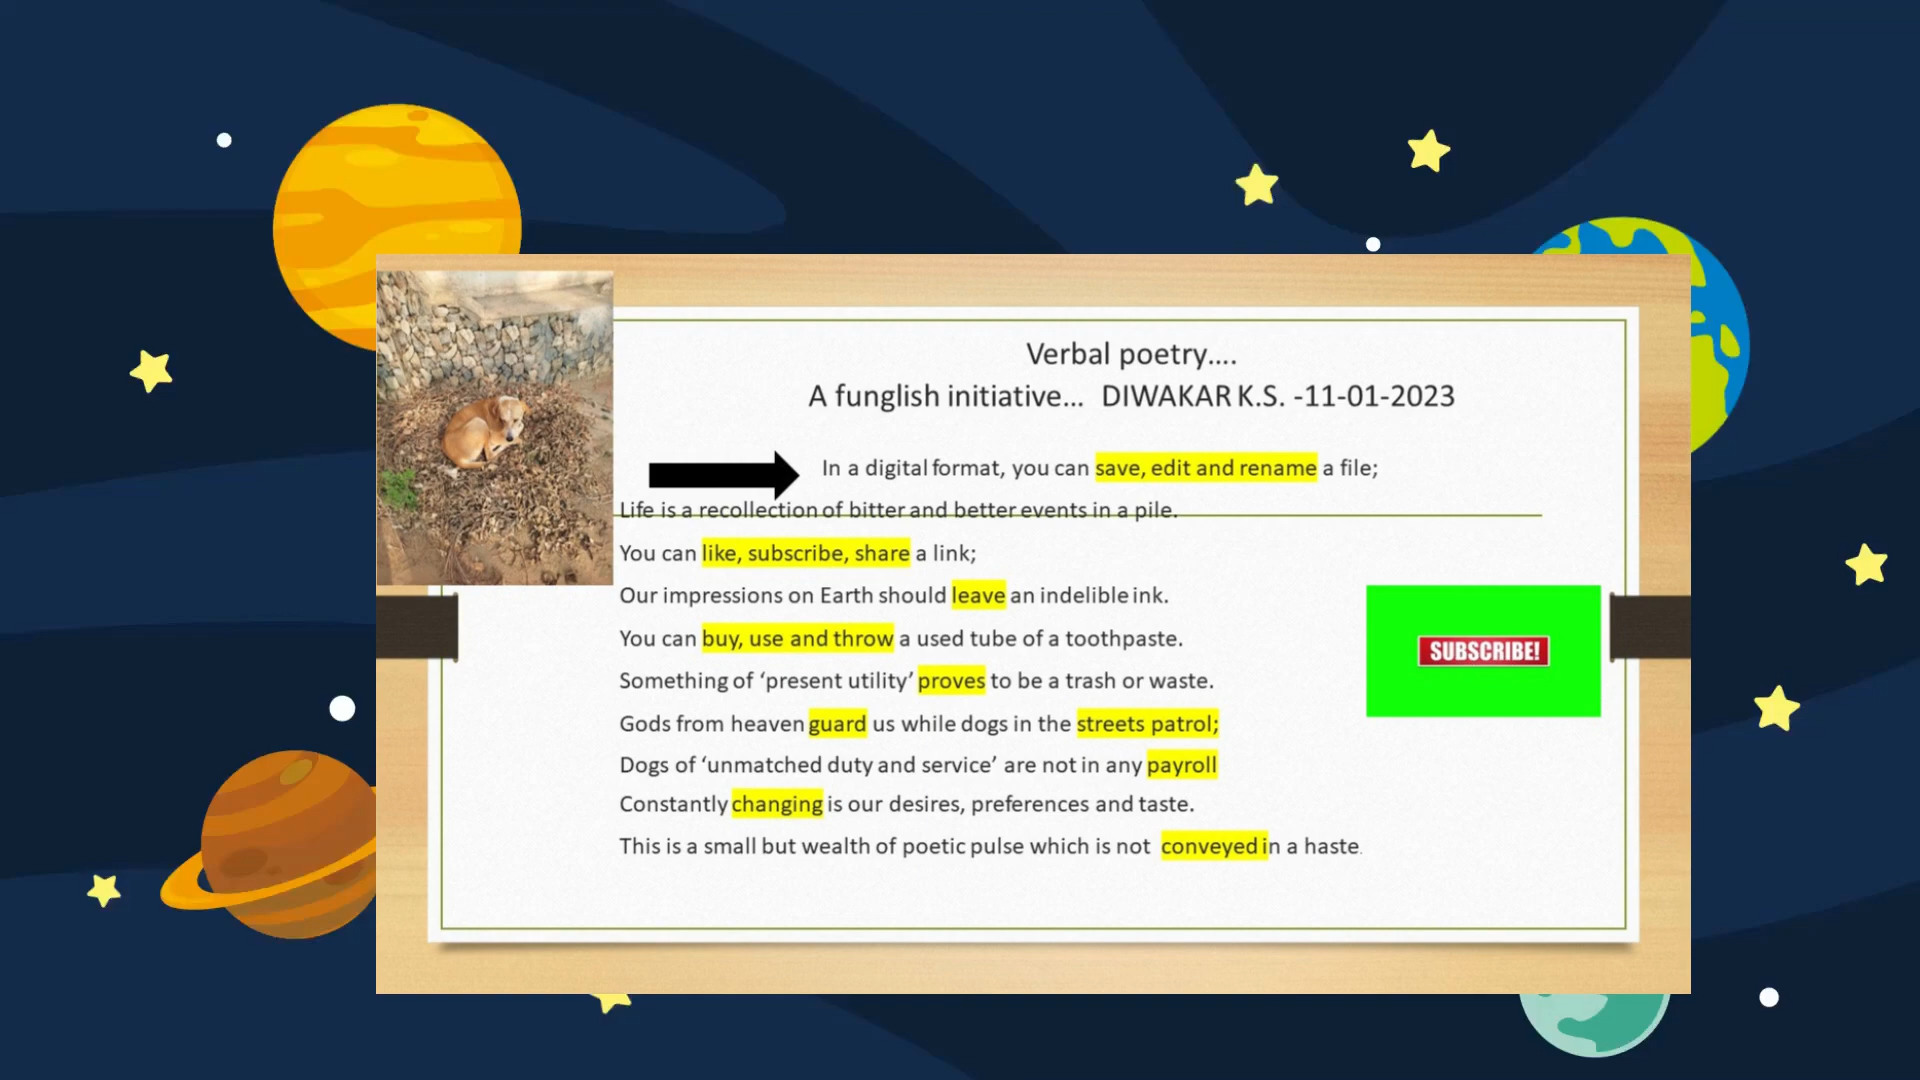 Verbal poetry....
A funglish initiative... DIWAKAR K.S. -11-01-2023
In a digital format, you can save, edit and rename a file;
Life is a recollection of bitter and better events in a pile.
You can like, subscribe, share a link;
Our impressions on Earth should leave an indelible ink.
You can buy, use and throw a used tube of a toothpaste.
Something of ‘present utility’ proves to be a trash or waste.
SUBSCRIBE!
Gods from heaven guard us while dogs in the streets patrol;
Dogs of ‘unmatched duty and service’ are not in any payroll
Constantly changing is our desires, preferences and taste.
This is a small but wealth of poetic pulse which is not conveyed in a haste.